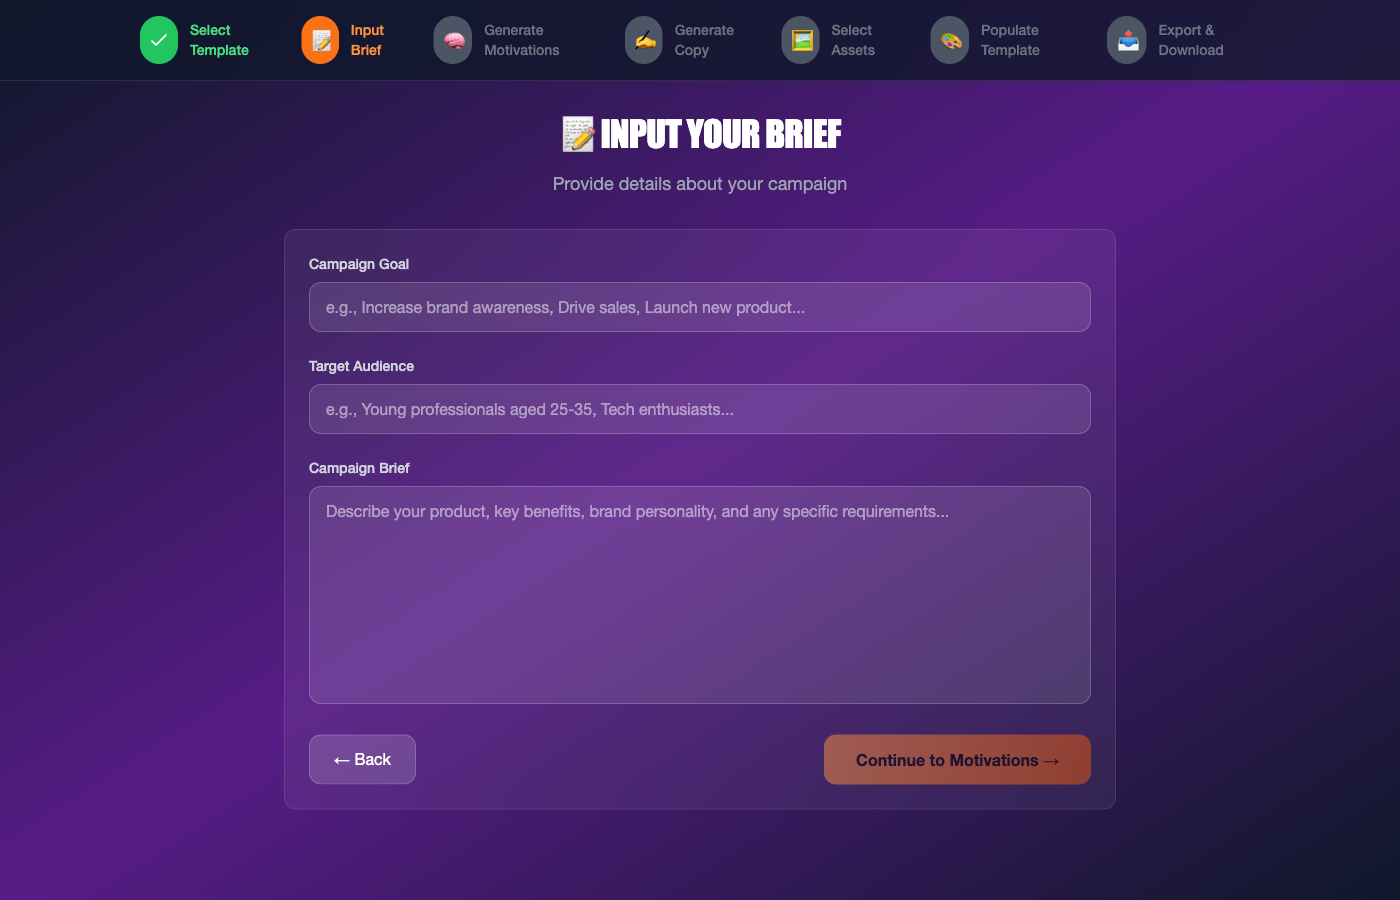 Select
Template
Input
Brief
Generate
Motivations
Generate
Copy
Select
Assets
Populate
Template
Export &
Download
INPUT YOUR BRIEF
Provide details about your campaign
Campaign Goal
e.g., Increase brand awareness, Drive sales, Launch new product...
Target Audience
e.g., Young professionals aged 25-35, Tech enthusiasts...
Campaign Brief
Describe your product, key benefits, brand personality, and any specific requirements...
← Back
Continue to Motivations →